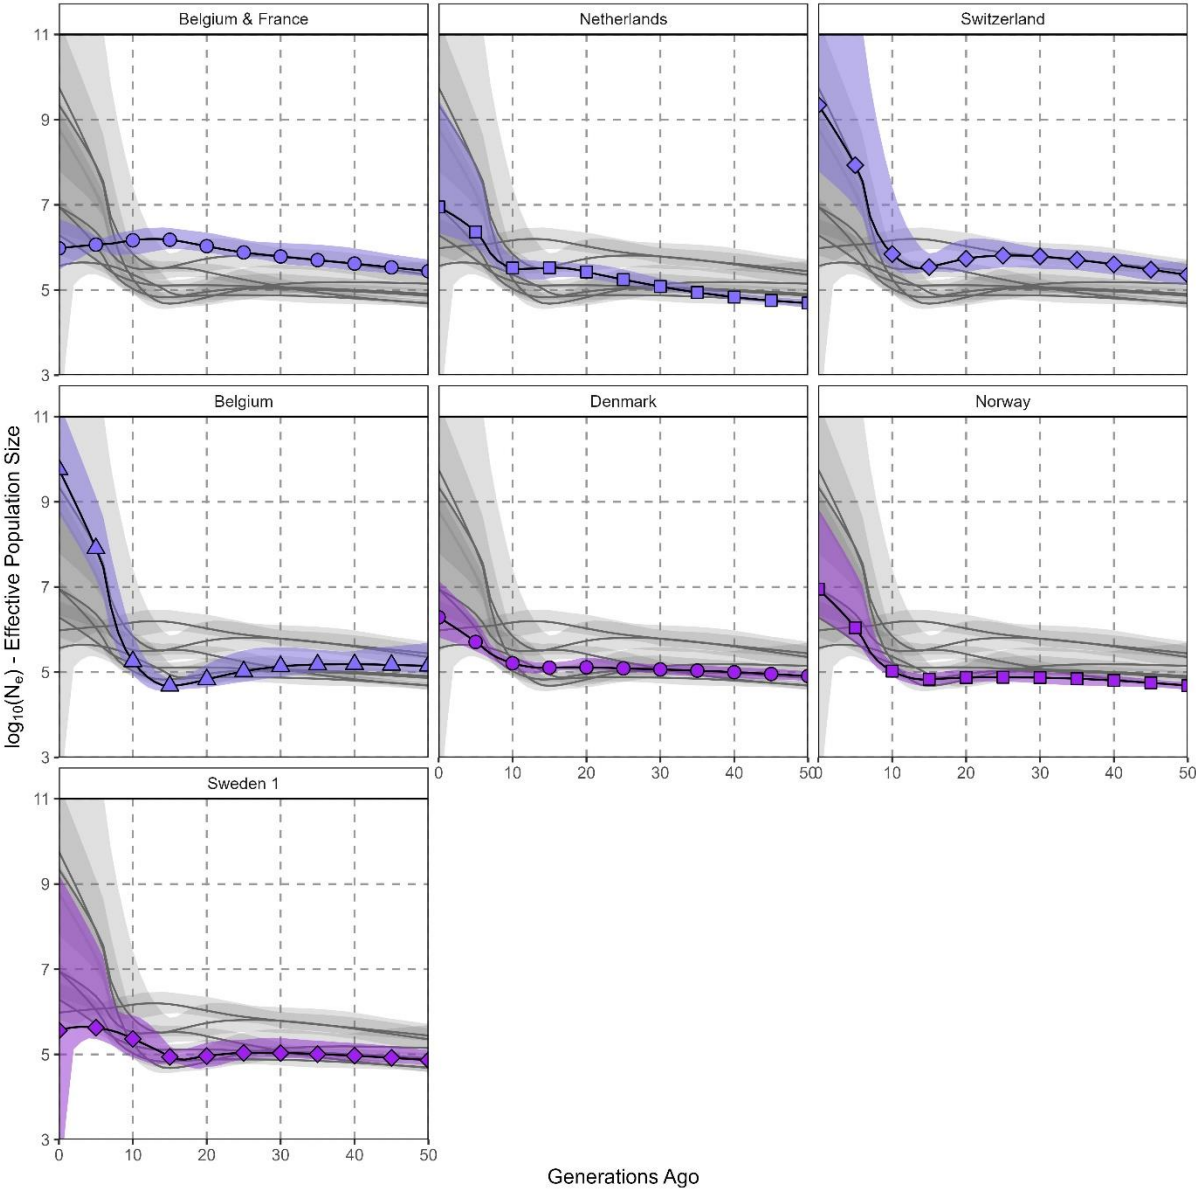 Belgium & France
Netherlands
Switzerland
11
9
7
5
3
Belgium
Denmark
Norway
11
9
7
5
3
0 10 20 30 40 50
0 10 20 30 40 50
Sweden 1
11
9
7
5
3
0 10 20 30 40 50
log10(Ne) - Effective Population Size
Generations Ago